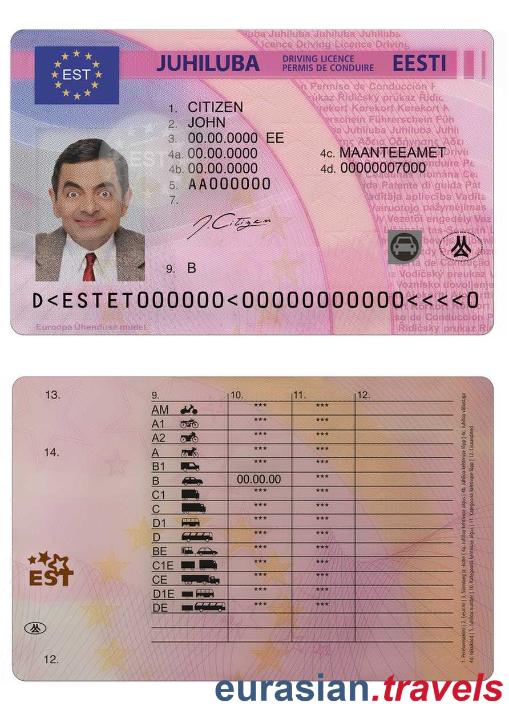 EST
JUHILUBA DRIVING LICENCE EESTI
PERMIS DE CONDUIRE
1. CITIZEN
2. JOHN
3. 00.00.0000 EE
4a. 00.00.0000 4c. MAANTEEAMET
4b. 00.00.0000 4d. 00000007000
5. AA000000
7.
J.Citizen
9. B
D<ESTET000000<00000000000<<<<0
Euroopa Ühenduse mudel
13. 9. 10. 11. 12.
AM *** ***
A1 *** ***
A2 *** ***
14. A *** ***
B1 *** ***
B 00.00.00 ***
C1 *** ***
C *** ***
D1 *** ***
D *** ***
BE *** ***
C1E *** ***
CE *** ***
D1E *** ***
DE *** ***
EST
12.
eurasian.travels